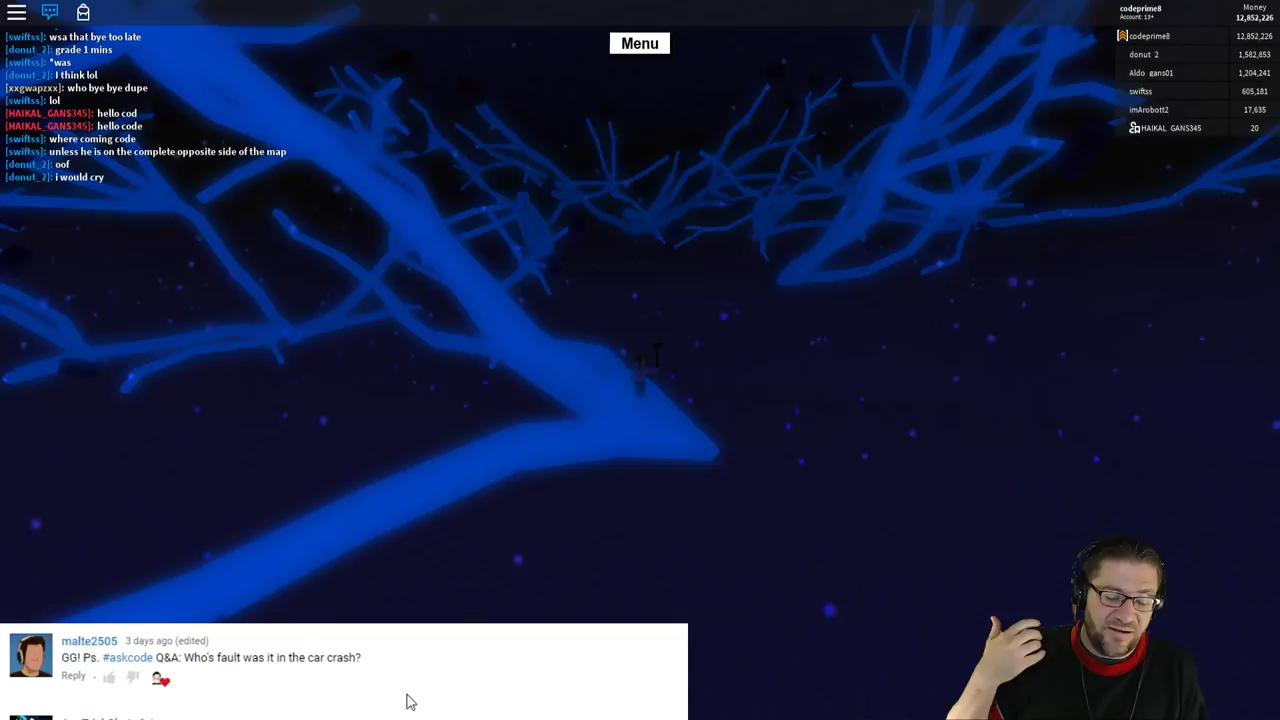 [swiftss]: wsa that bye too late
[donut_2]: grade 1 mins
[swiftss]: *was
[donut_2]: I think lol
[xxgwapzxx]: who bye bye dupe
[swiftss]: lol
[HAIKAL_GANS345]: hello cod
[HAIKAL_GANS345]: hello code
[swiftss]: where coming code
[swiftss]: unless he is on the complete opposite side of the map
[donut_2]: oof
[donut_2]: i would cry
Menu
codeprime8 Money
Account: 13+ 12,852,226
codeprime8 12,852,226
donut_2 1,582,853
Aldo_gans01 1,204,241
swiftss 605,181
imArobott2 17,635
HAIKAL_GANS345 20
malte2505 3 days ago (edited)
GG! Ps. #askcode Q&A: Who's fault was it in the car crash?
Reply